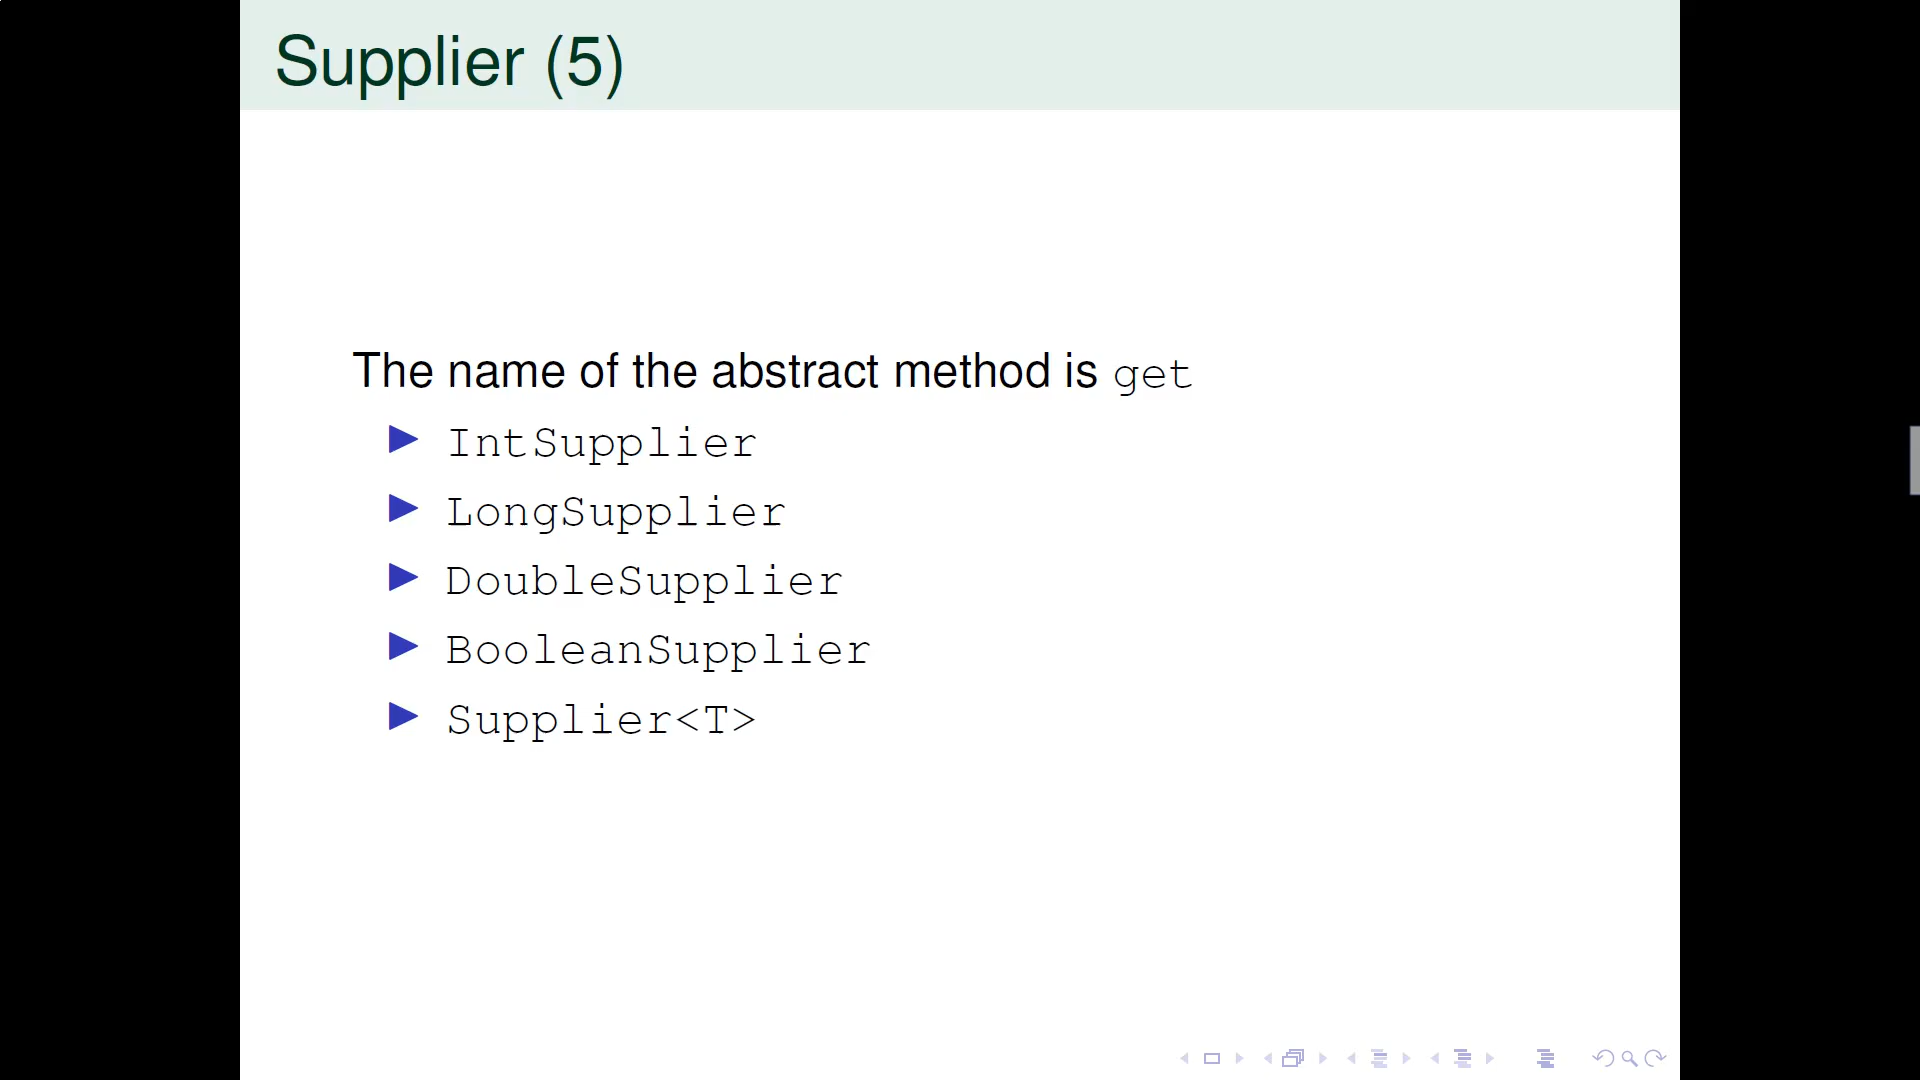 Supplier (5)
The name of the abstract method is get
IntSupplier
LongSupplier
DoubleSupplier
BooleanSupplier
Supplier<T>